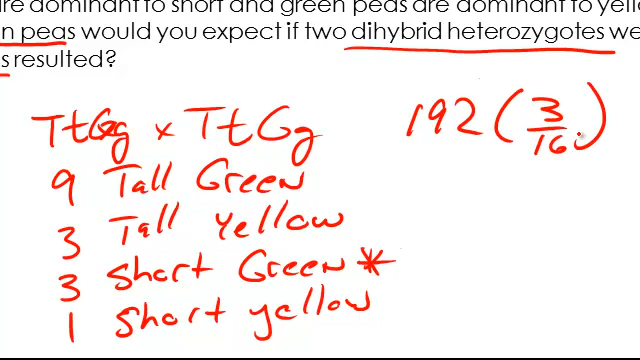 are dominant to short and green peas are dominant to yell
n peas would you expect if two dihybrid heterozygotes we
s resulted?
TtGg x TtGg
192 (3/16)
9 Tall Green
3 Tall Yellow
3 Short Green *
1 Short yellow